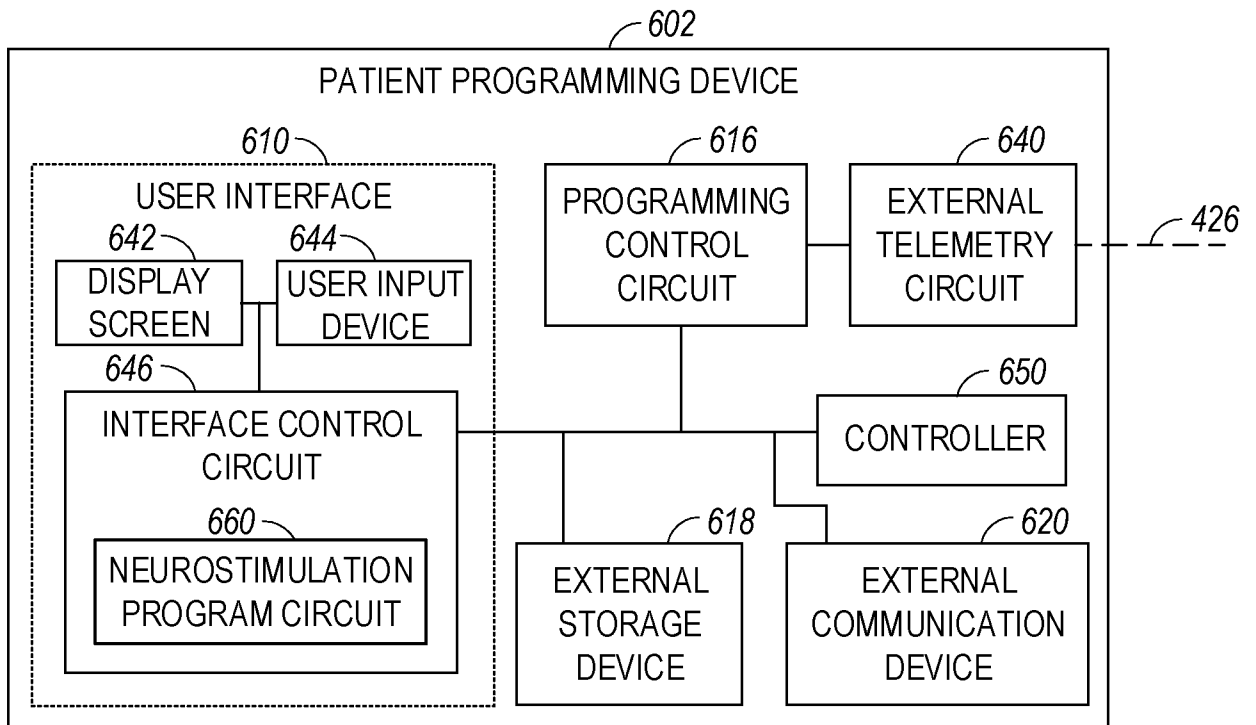 602
PATIENT PROGRAMMING DEVICE
610
USER INTERFACE
642
DISPLAY
SCREEN
644
USER INPUT
DEVICE
646
INTERFACE CONTROL
CIRCUIT
660
NEUROSTIMULATION
PROGRAM CIRCUIT
616
PROGRAMMING
CONTROL
CIRCUIT
640
EXTERNAL
TELEMETRY
CIRCUIT
426
650
CONTROLLER
618
EXTERNAL
STORAGE
DEVICE
620
EXTERNAL
COMMUNICATION
DEVICE